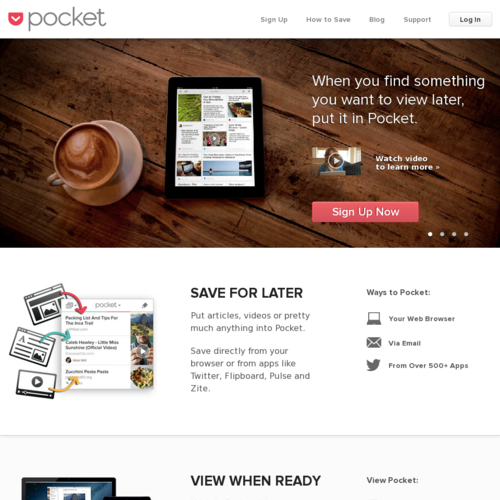 pocket
Sign Up
How to Save
Blog
Support
Log In
When you find something
you want to view later,
put it in Pocket.
Watch video
to learn more »
Sign Up Now
pocket
Packing List And Tips For
The Inca Trail
Caleb Hawley - Little Miss
Sunshine (Official Video)
Zucchini Pesto Pasta
SAVE FOR LATER
Put articles, videos or pretty
much anything into Pocket.
Save directly from your
browser or from apps like
Twitter, Flipboard, Pulse and
Zite.
Ways to Pocket:
Your Web Browser
Via Email
From Over 500+ Apps
VIEW WHEN READY
View Pocket: